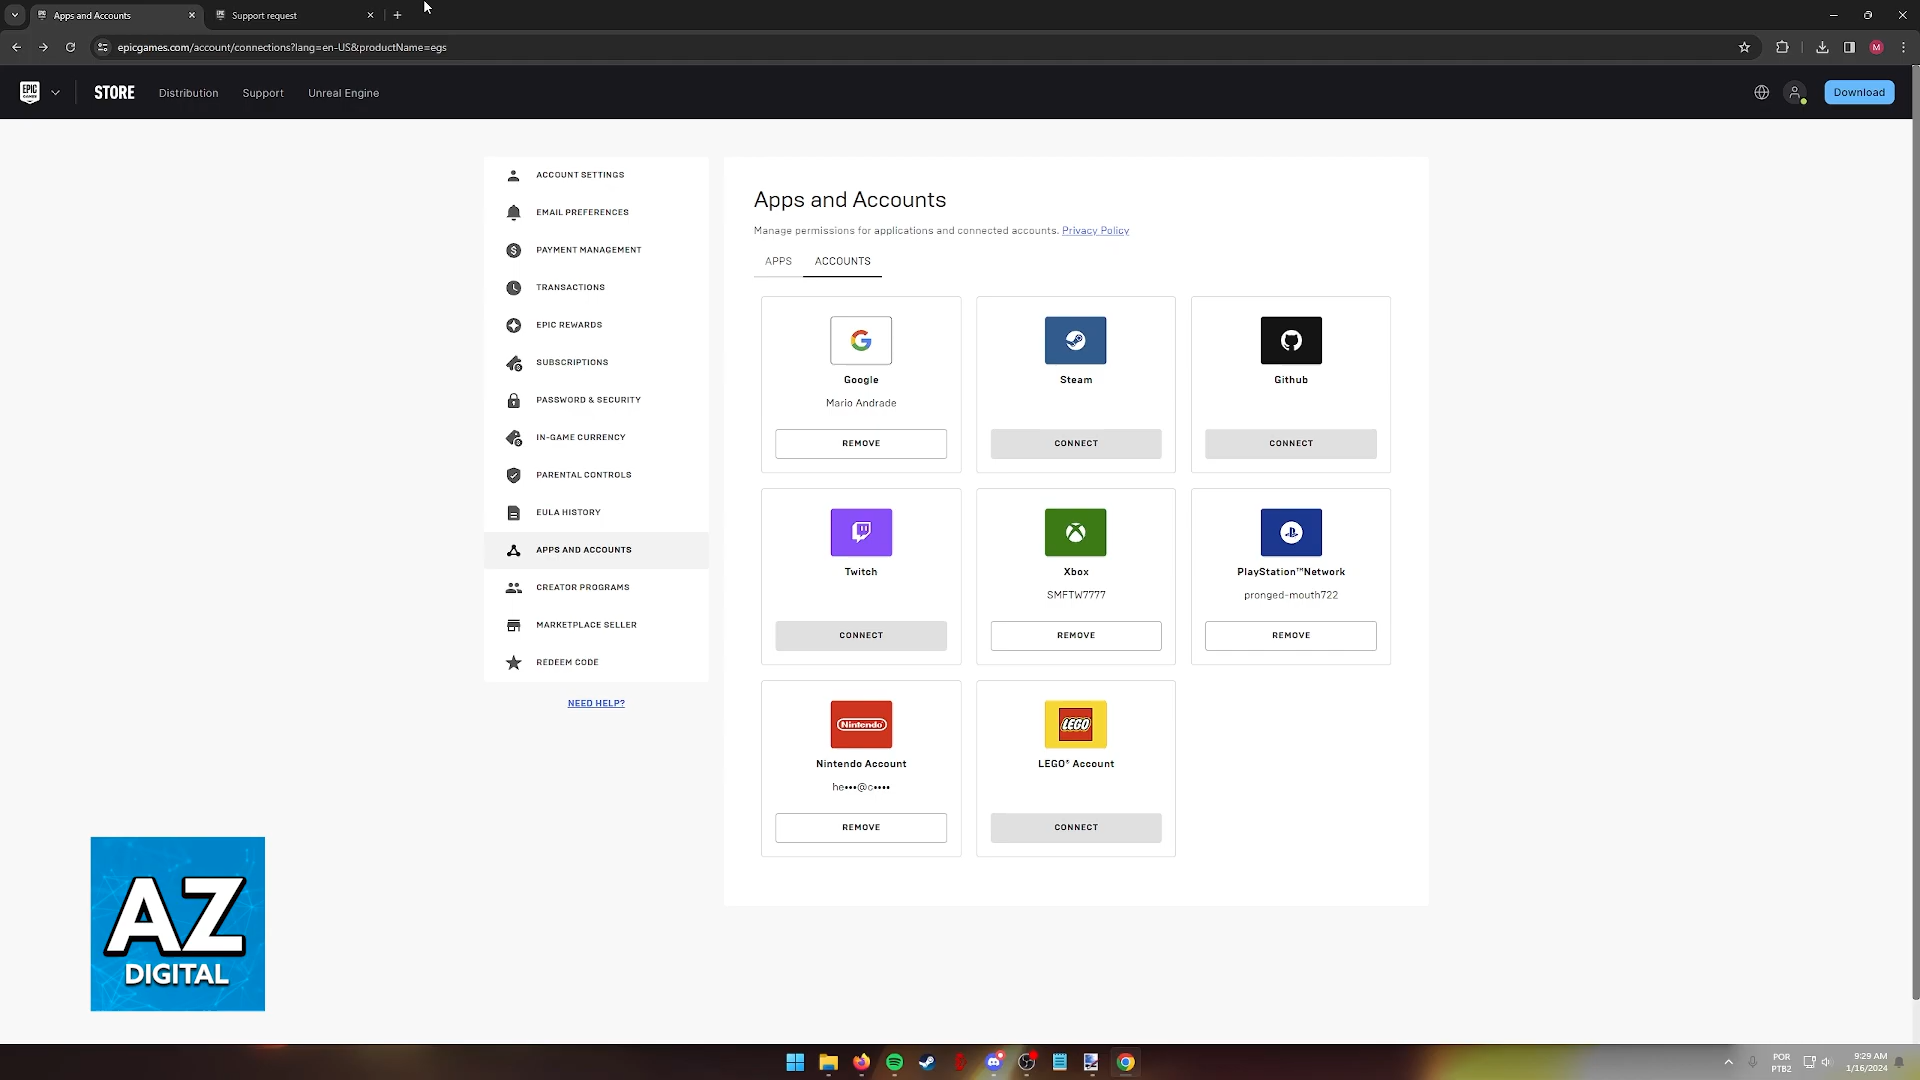 Apps and Accounts
Support request
epicgames.com/account/connections?lang=en-US&productName=egs
M
EPIC GAMES
STORE
Distribution
Support
Unreal Engine
Download
ACCOUNT SETTINGS
EMAIL PREFERENCES
PAYMENT MANAGEMENT
TRANSACTIONS
EPIC REWARDS
SUBSCRIPTIONS
PASSWORD & SECURITY
IN-GAME CURRENCY
PARENTAL CONTROLS
EULA HISTORY
APPS AND ACCOUNTS
CREATOR PROGRAMS
MARKETPLACE SELLER
REDEEM CODE
NEED HELP?
Apps and Accounts
Manage permissions for applications and connected accounts. Privacy Policy
APPS
ACCOUNTS
Google
Mario Andrade
REMOVE
Steam
CONNECT
Github
CONNECT
Twitch
CONNECT
Xbox
SMFTW7777
REMOVE
PlayStation™Network
pronged-mouth722
REMOVE
Nintendo
Nintendo Account
he•••@c••••
REMOVE
LEGO
LEGO® Account
CONNECT
AZ
DIGITAL
POR
PTB2
9:29 AM
1/16/2024